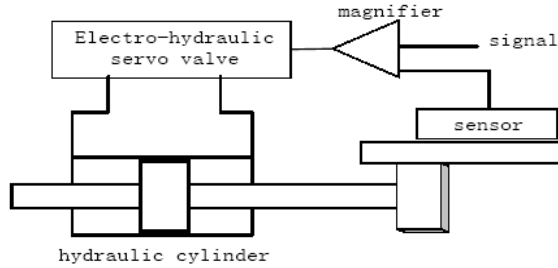 magnifier
Electro-hydraulic
servo valve
signal
sensor
hydraulic cylinder